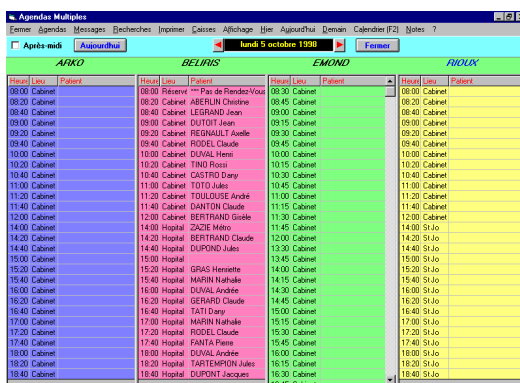 Agendas Multiples
Fermer Agendas Messages Recherches Imprimer Caisses Affichage Hier Aujourd'hui Demain Calendrier (F2) Notes ?
Après-midi Aujourdhui lundi 5 octobre 1998 Fermer
ARKO BELIRIS EMOND RIOUX
Heure Lieu Patient Heure Lieu Patient Heure Lieu Patient Heure Lieu Patient
08:00 Cabinet 08:00 Réservé *** Pas de Rendez-Vous 08:30 Cabinet 08:00 Cabinet
08:20 Cabinet 08:20 Cabinet ABERLIN Christine 08:45 Cabinet 08:20 Cabinet
08:40 Cabinet 08:40 Cabinet LEGRAND Jean 09:00 Cabinet 08:40 Cabinet
09:00 Cabinet 09:00 Cabinet DUTOIT Jean 09:15 Cabinet 09:00 Cabinet
09:20 Cabinet 09:20 Cabinet REGNAULT Axelle 09:30 Cabinet 09:20 Cabinet
09:40 Cabinet 09:40 Cabinet RODEL Claude 09:45 Cabinet 09:40 Cabinet
10:00 Cabinet 10:00 Cabinet DUVAL Henri 10:00 Cabinet 10:00 Cabinet
10:20 Cabinet 10:20 Cabinet TINO Rossi 10:15 Cabinet 10:20 Cabinet
10:40 Cabinet 10:40 Cabinet CASTRO Dany 10:30 Cabinet 10:40 Cabinet
11:00 Cabinet 11:00 Cabinet TOTO Jules 10:45 Cabinet 11:00 Cabinet
11:20 Cabinet 11:20 Cabinet TOULOUSE André 11:00 Cabinet 11:20 Cabinet
11:40 Cabinet 11:40 Cabinet DANTON Claude 11:15 Cabinet 11:40 Cabinet
12:00 Cabinet 12:00 Cabinet BERTRAND Gisèle 11:30 Cabinet 12:00 Cabinet
14:00 Cabinet 14:00 Hopital ZAZIE Métro 11:45 Cabinet 14:00 St Jo
14:20 Cabinet 14:20 Hopital BERTRAND Claude 12:00 Cabinet 14:20 St Jo
14:40 Cabinet 14:40 Hopital DUPOND Jules 13:30 Cabinet 14:40 St Jo
15:00 Cabinet 15:00 Hopital 13:45 Cabinet 15:00 St Jo
15:20 Cabinet 15:20 Hopital GRAS Henriette 14:00 Cabinet 15:20 St Jo
15:40 Cabinet 15:40 Hopital MARIN Nathalie 14:15 Cabinet 15:40 St Jo
16:00 Cabinet 16:00 Hopital DUVAL Andrée 14:30 Cabinet 16:00 St Jo
16:20 Cabinet 16:20 Hopital GERARD Claude 14:45 Cabinet 16:20 St Jo
16:40 Cabinet 16:40 Hopital TATI Dany 15:00 Cabinet 16:40 St Jo
17:00 Cabinet 17:00 Hopital MARIN Nathalie 15:15 Cabinet 17:00 St Jo
17:20 Cabinet 17:20 Hopital RODEL Claude 15:30 Cabinet 17:20 St Jo
17:40 Cabinet 17:40 Hopital FANTA Pierre 15:45 Cabinet 17:40 St Jo
18:00 Cabinet 18:00 Hopital DUVAL Andrée 16:00 Cabinet 18:00 St Jo
18:20 Cabinet 18:20 Hopital TARTEMPION Jules 16:15 Cabinet 18:20 St Jo
18:40 Cabinet 18:40 Hopital DUPONT Jacques 16:30 Cabinet 18:40 St Jo